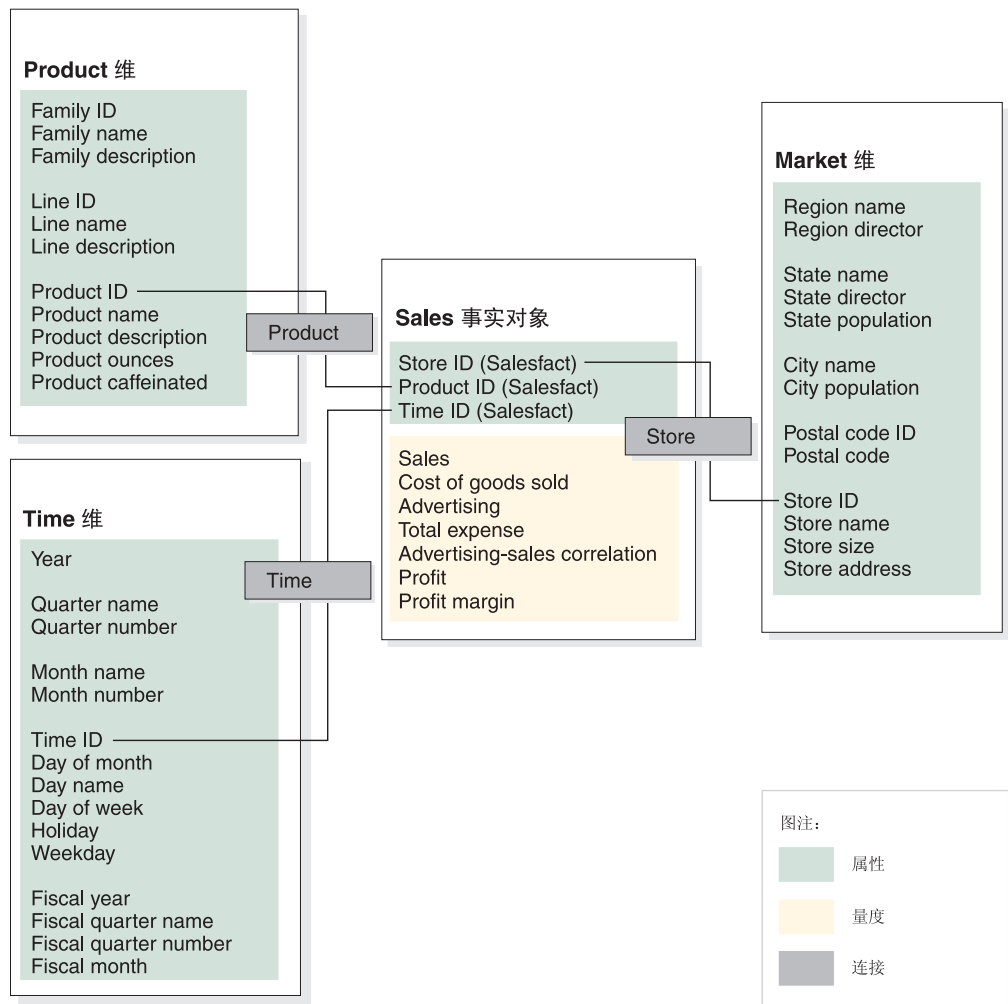 Product 维
Family ID
Family name
Family description
Line ID
Line name
Line description
Product ID
Product name
Product description
Product ounces
Product caffeinated
Product
Time 维
Year
Quarter name
Quarter number
Month name
Month number
Time ID
Day of month
Day name
Day of week
Holiday
Weekday
Fiscal year
Fiscal quarter name
Fiscal quarter number
Fiscal month
Time
Sales 事实对象
Store ID (Salesfact)
Product ID (Salesfact)
Time ID (Salesfact)
Sales
Cost of goods sold
Advertising
Total expense
Advertising-sales correlation
Profit
Profit margin
Store
Market 维
Region name
Region director
State name
State director
State population
City name
City population
Postal code ID
Postal code
Store ID
Store name
Store size
Store address
图注：
属性
量度
连接